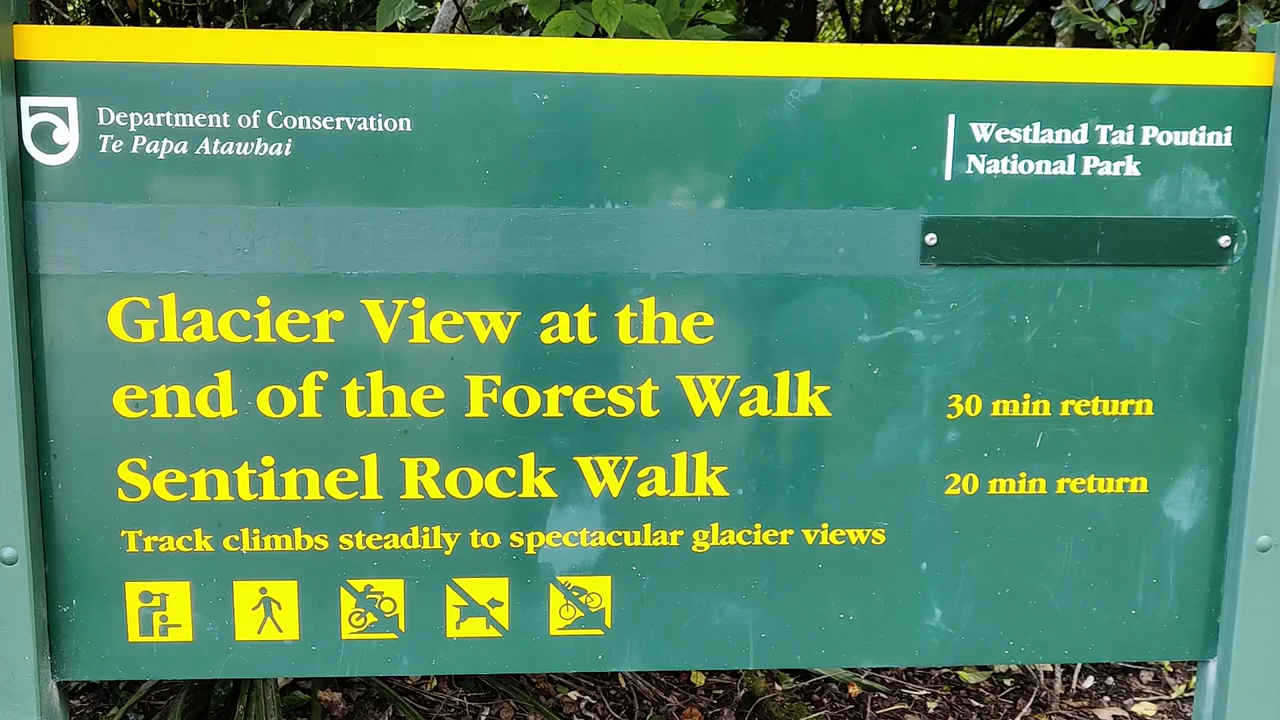 Department of Conservation
Te Papa Atawhai
Westland Tai Poutini
National Park
Glacier View at the
end of the Forest Walk 30 min return
Sentinel Rock Walk 20 min return
Track climbs steadily to spectacular glacier views